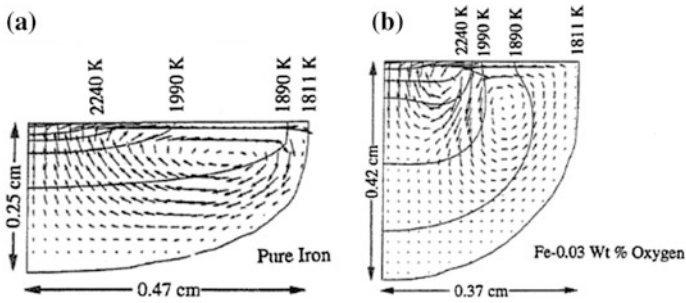 (a)
2240 K
1990 K
1890 K
1811 K
0.25 cm
Pure Iron
0.47 cm
(b)
2240 K
1990 K
1890 K
1811 K
0.42 cm
Fe-0.03 Wt % Oxygen
0.37 cm